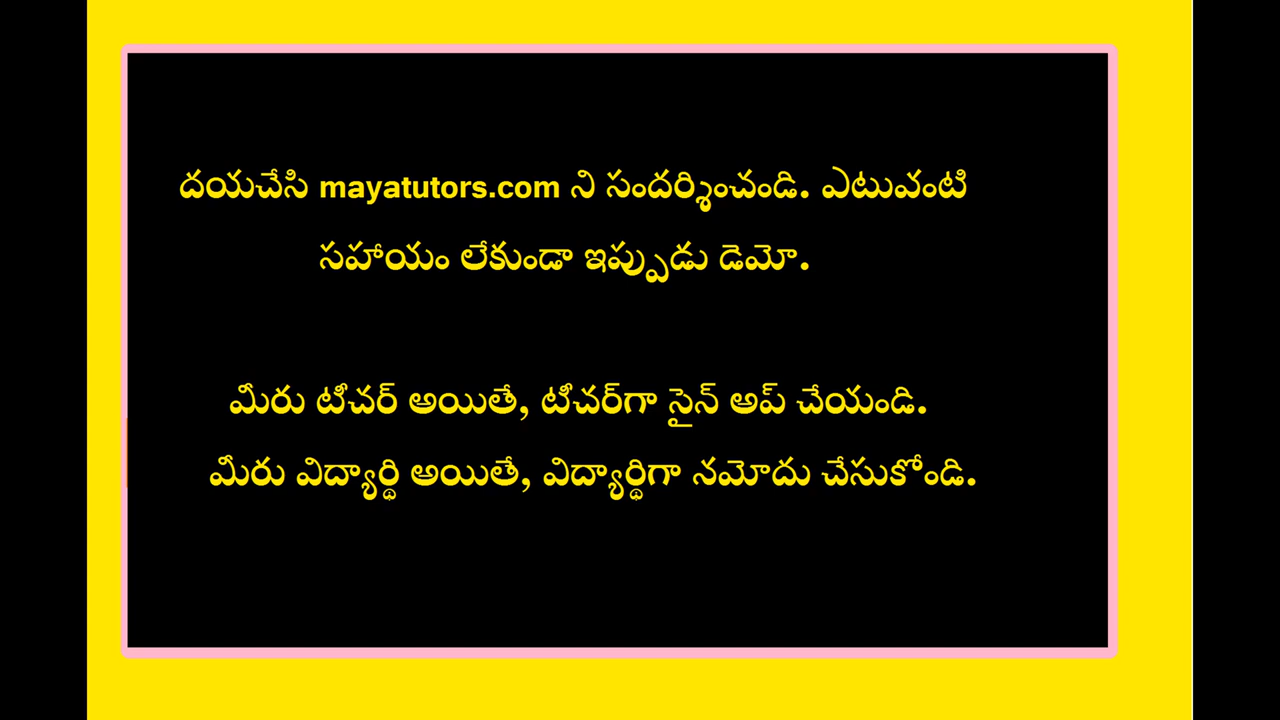 దయచేసి mayatutors.com ని సందర్శించండి. ఎటువంటి
సహాయం లేకుండా ఇప్పుడు డెమో.
మీరు టీచర్ అయితే, టీచర్‌గా సైన్ అప్ చేయండి.
మీరు విద్యార్థి అయితే, విద్యార్థిగా నమోదు చేసుకోండి.